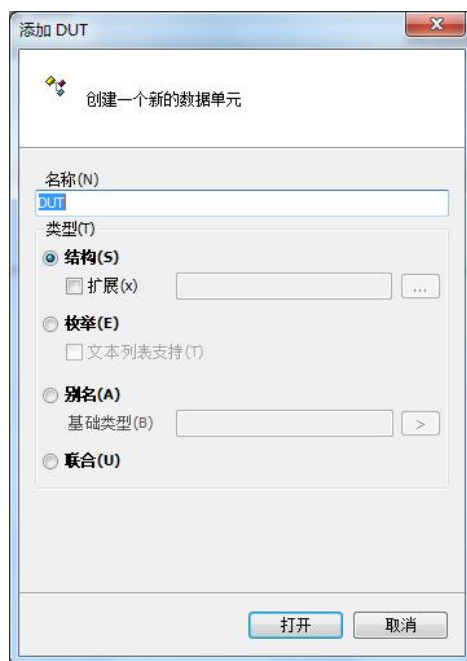 添加 DUT
创建一个新的数据单元
名称(N)
DUT
类型(T)
结构(S)
扩展(x)
...
枚举(E)
文本列表支持(T)
别名(A)
基础类型(B)
>
联合(U)
打开 取消